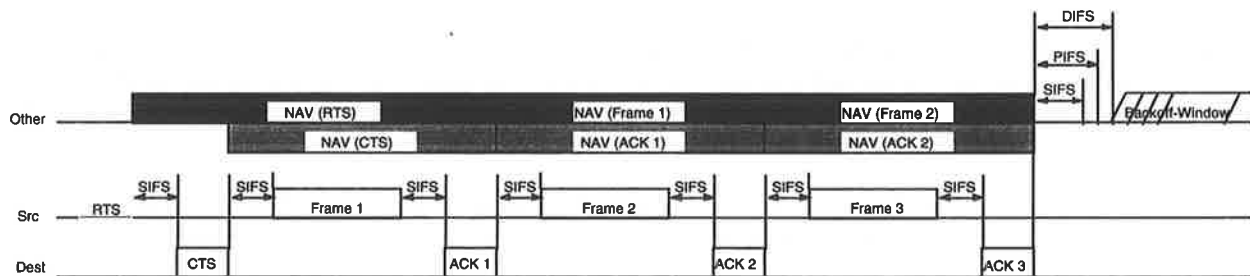 DIFS
PIFS
SIFS
Other NAV (RTS) NAV (Frame 1) NAV (Frame 2) Backoff-Window
NAV (CTS) NAV (ACK 1) NAV (ACK 2)
SIFS SIFS SIFS SIFS SIFS SIFS SIFS
Src RTS Frame 1 Frame 2 Frame 3
Dest CTS ACK 1 ACK 2 ACK 3